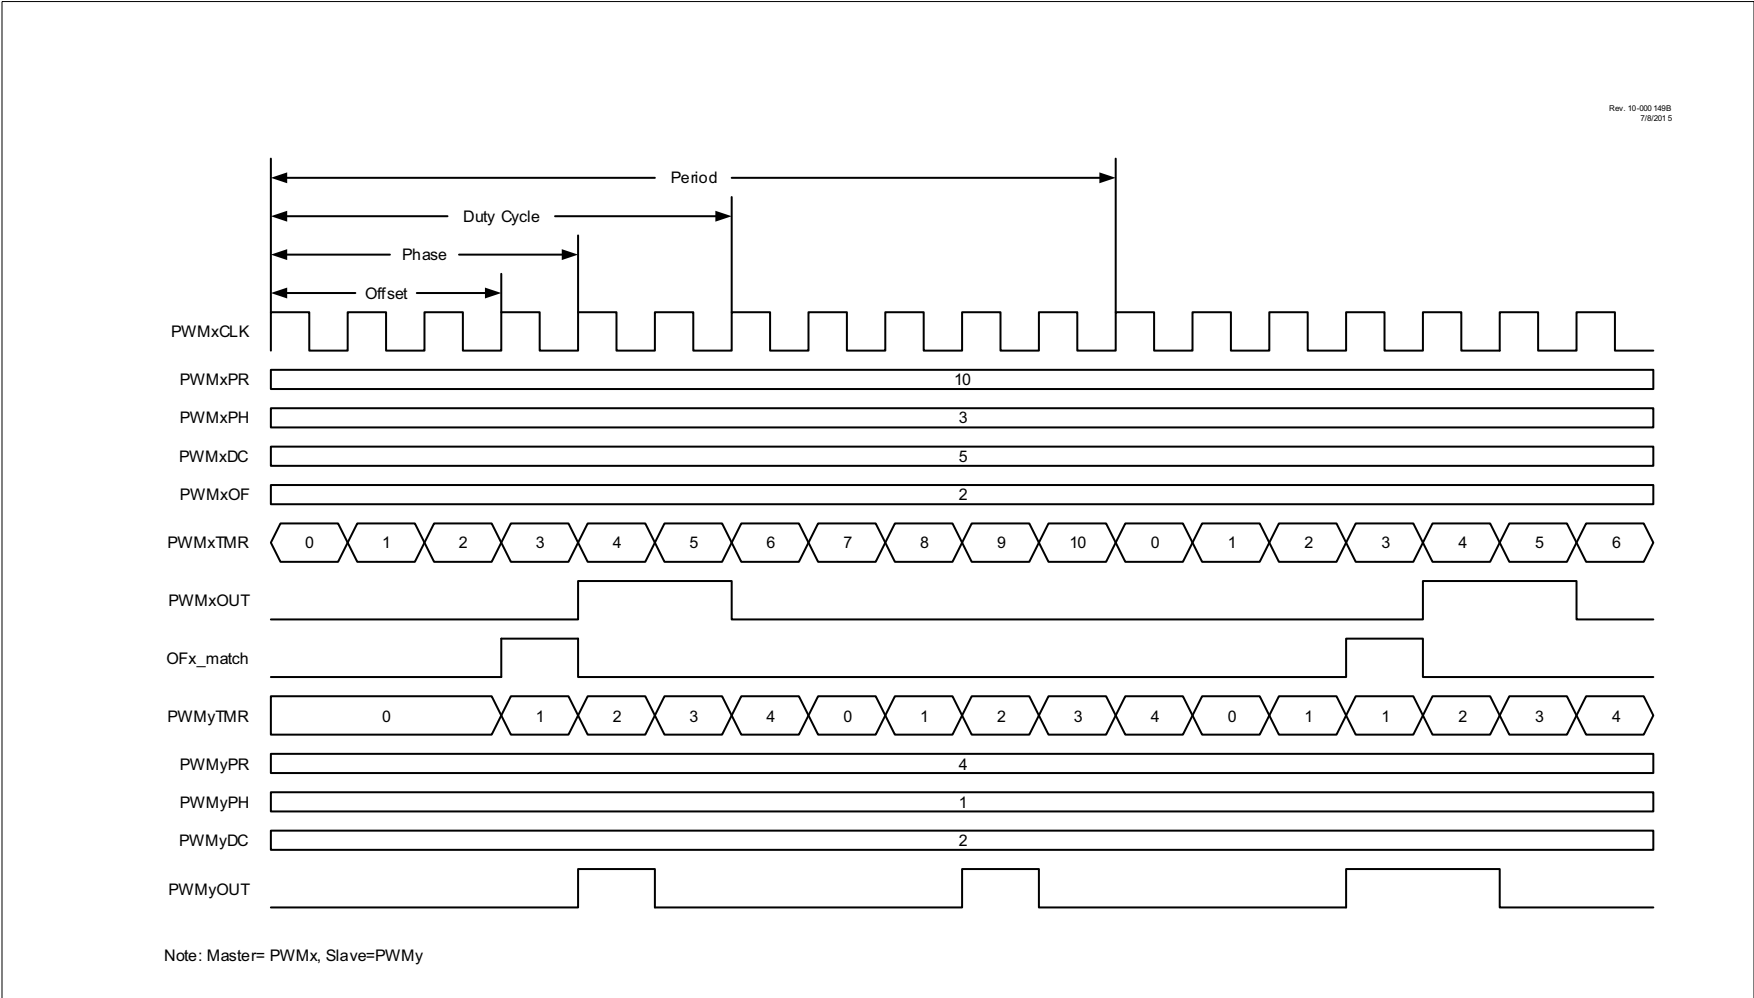 Rev. 10-000 149B
7/8/201 5
Period
Duty Cycle
Phase
Offset
PWMxCLK
PWMxPR
10
PWMxPH
3
PWMxDC
5
PWMxOF
2
PWMxTMR
0 1 2 3 4 5 6 7 8 9 10 0 1 2 3 4 5 6
PWMxOUT
OFx_match
PWMyTMR
0 1 2 3 4 0 1 2 3 4 0 1 1 2 3 4
PWMyPR
4
PWMyPH
1
PWMyDC
2
PWMyOUT
Note: Master= PWMx, Slave=PWMy